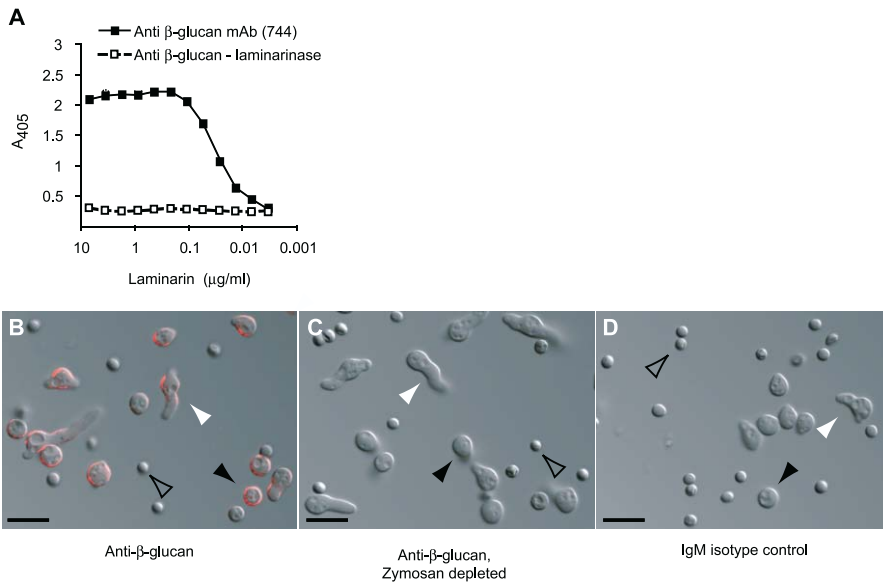 A
Anti β-glucan mAb (744)
Anti β-glucan - laminarinase
3
2.5
2
1.5
1
0.5
A405
10
1
0.1
0.01
0.001
Laminarin (µg/ml)
B
C
D
Anti-β-glucan
Anti-β-glucan,
Zymosan depleted
IgM isotype control